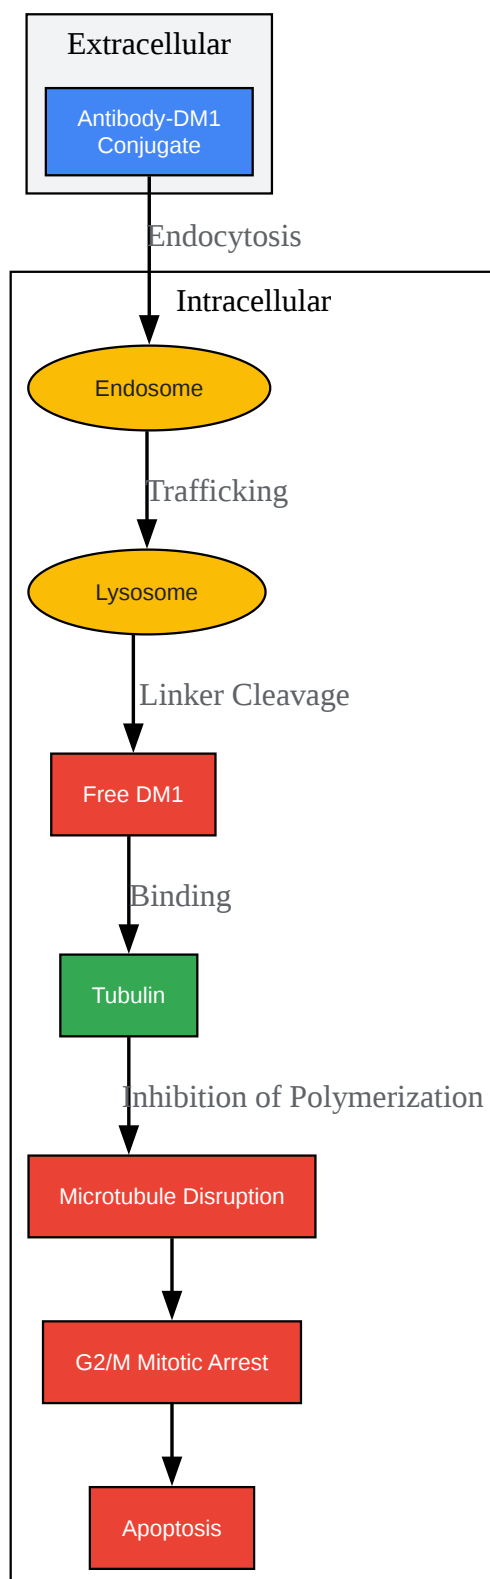 Extracellular
Antibody-DM1
Conjugate
Endocytosis
Intracellular
Endosome
Trafficking
Lysosome
Linker Cleavage
Free DM1
Binding
Tubulin
Inhibition of Polymerization
Microtubule Disruption
G2/M Mitotic Arrest
Apoptosis